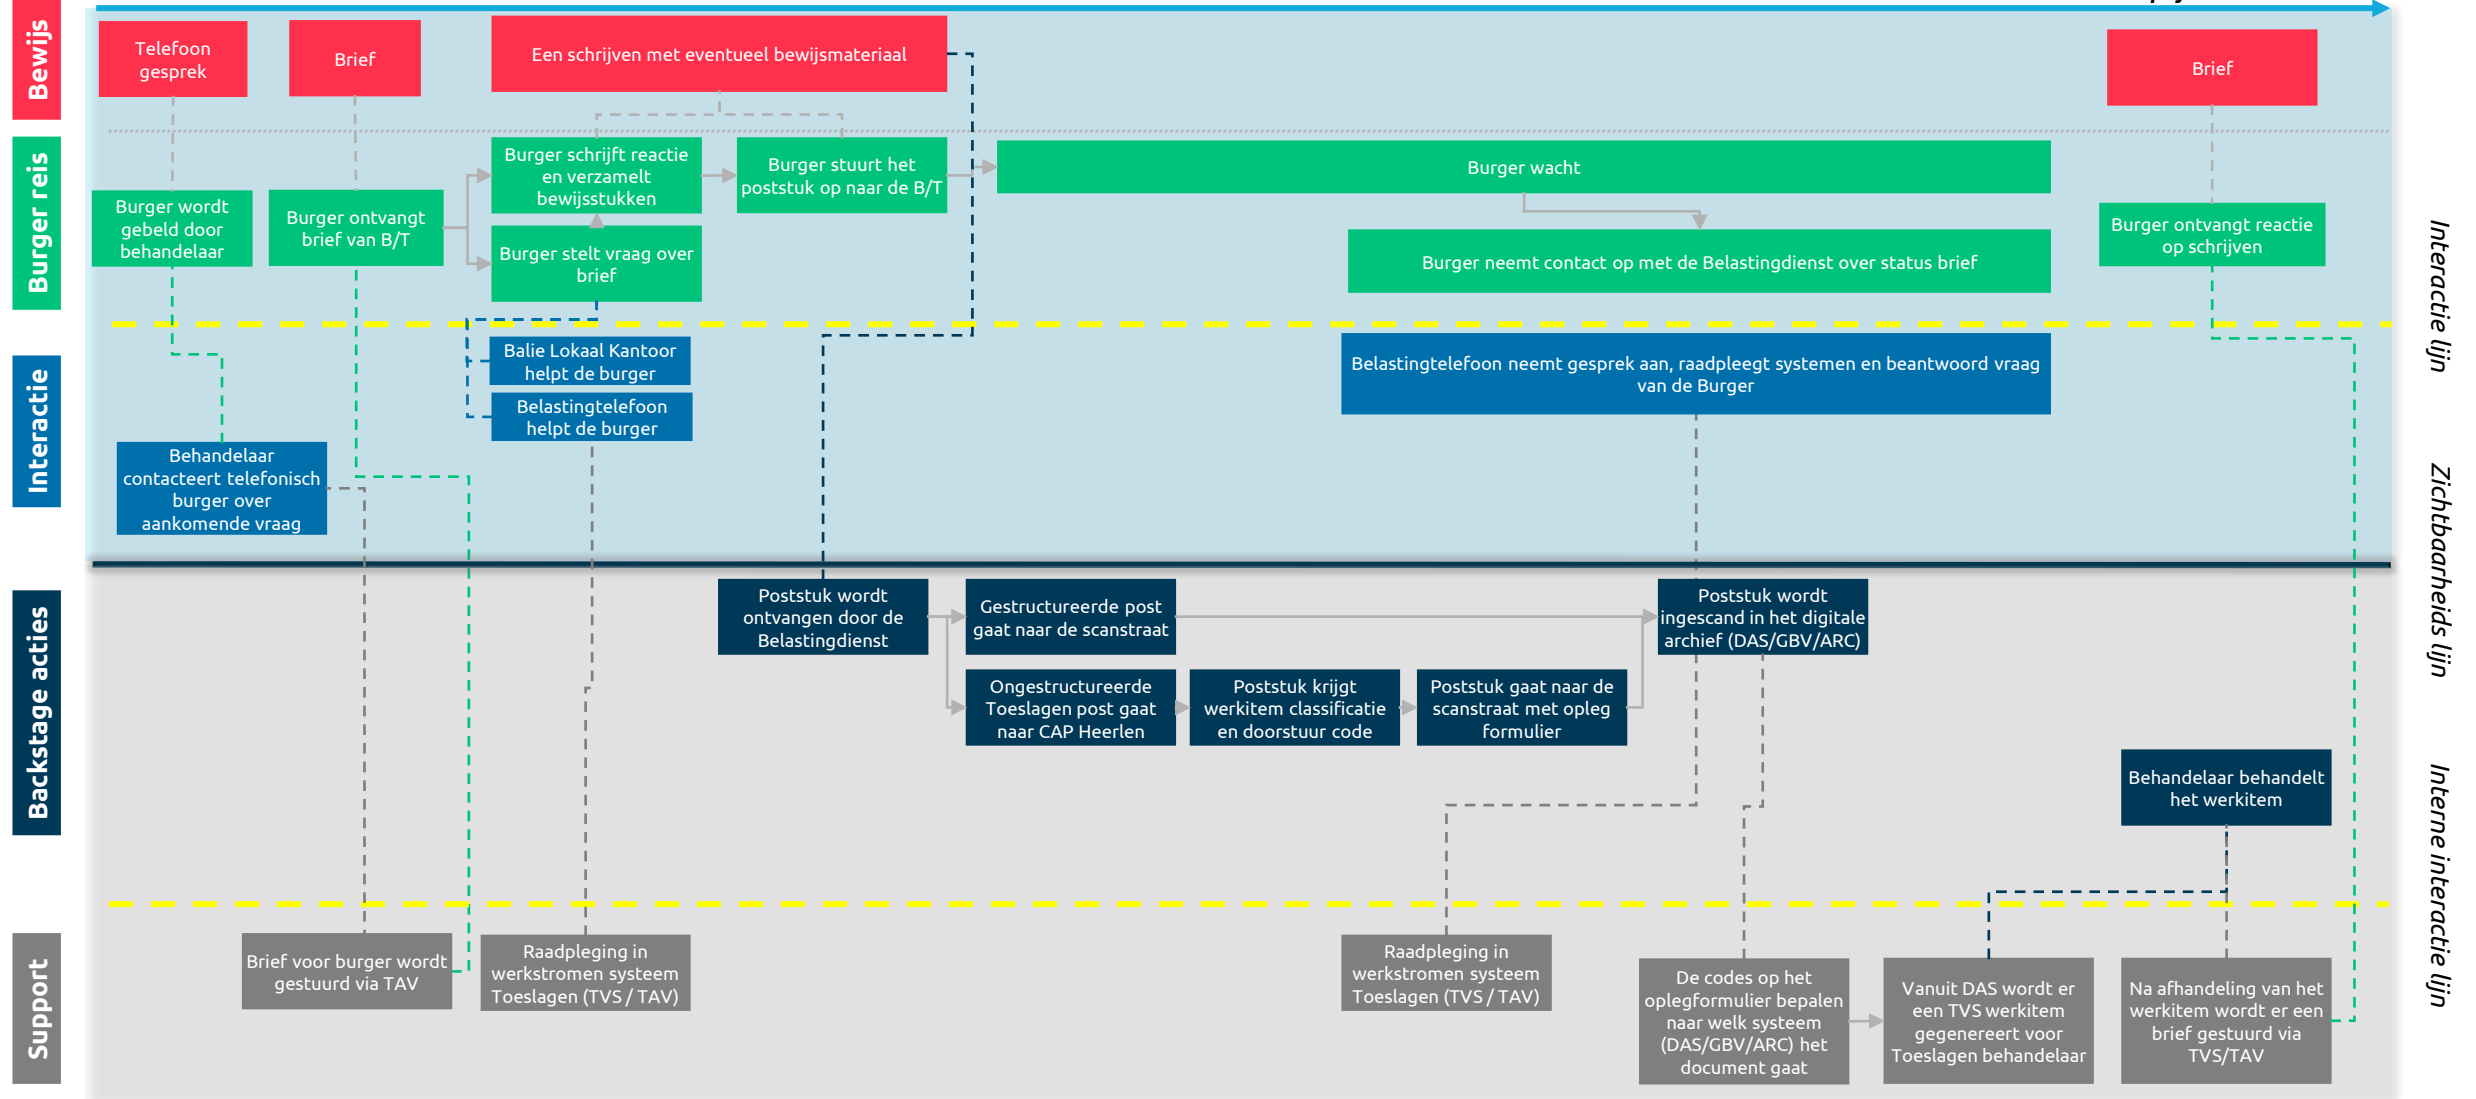 Bewijs
Telefoon
gesprek
Brief
Een schrijven met eventueel bewijsmateriaal
Brief
Burger reis
Burger wordt
gebeld door
behandelaar
Burger ontvangt
brief van B/T
Burger schrijft reactie
en verzamelt
bewijsstukken
Burger stelt vraag over
brief
Burger stuurt het
poststuk op naar de B/T
Burger wacht
Burger neemt contact op met de Belastingdienst over status brief
Burger ontvangt reactie
op schrijven
Interactie lijn
Interactie
Behandelaar
contacteert telefonisch
burger over
aankomende vraag
Balie Lokaal Kantoor
helpt de burger
Belastingtelefoon
helpt de burger
Belastingtelefoon neemt gesprek aan, raadpleegt systemen en beantwoord vraag
van de Burger
Zichtbaarheids lijn
Backstage acties
Poststuk wordt
ontvangen door de
Belastingdienst
Gestructureerde post
gaat naar de scanstraat
Ongestructureerde
Toeslagen post gaat
naar CAP Heerlen
Poststuk krijgt
werkitem classificatie
en doorstuur code
Poststuk gaat naar de
scanstraat met opleg
formulier
Poststuk wordt
ingescand in het digitale
archief (DAS/GBV/ARC)
Behandelaar behandelt
het werkitem
Interne interactie lijn
Support
Brief voor burger wordt
gestuurd via TAV
Raadpleging in
werkstromen systeem
Toeslagen (TVS / TAV)
Raadpleging in
werkstromen systeem
Toeslagen (TVS / TAV)
De codes op het
oplegformulier bepalen
naar welk systeem
(DAS/GBV/ARC) het
document gaat
Vanuit DAS wordt er
een TVS werkitem
gegenereert voor
Toeslagen behandelaar
Na afhandeling van het
werkitem wordt er een
brief gestuurd via
TVS/TAV